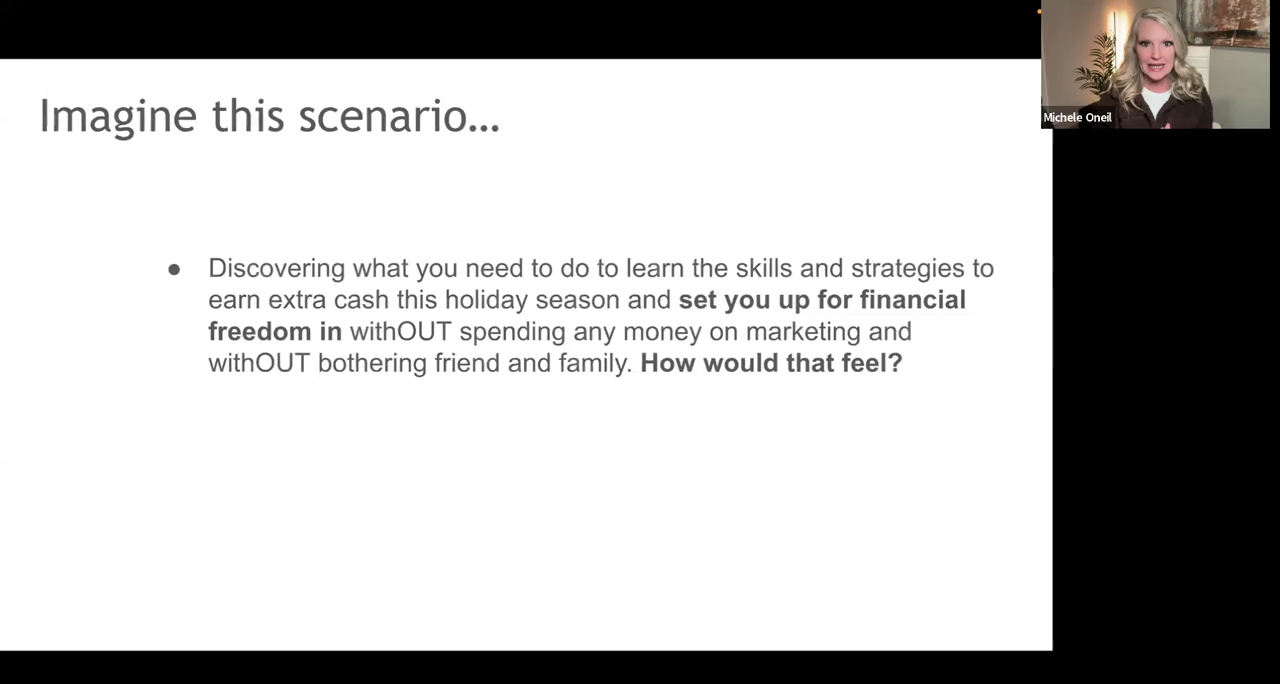 Imagine this scenario...
Michele Oneil
● Discovering what you need to do to learn the skills and strategies to
earn extra cash this holiday season and set you up for financial
freedom in withOUT spending any money on marketing and
withOUT bothering friend and family. How would that feel?